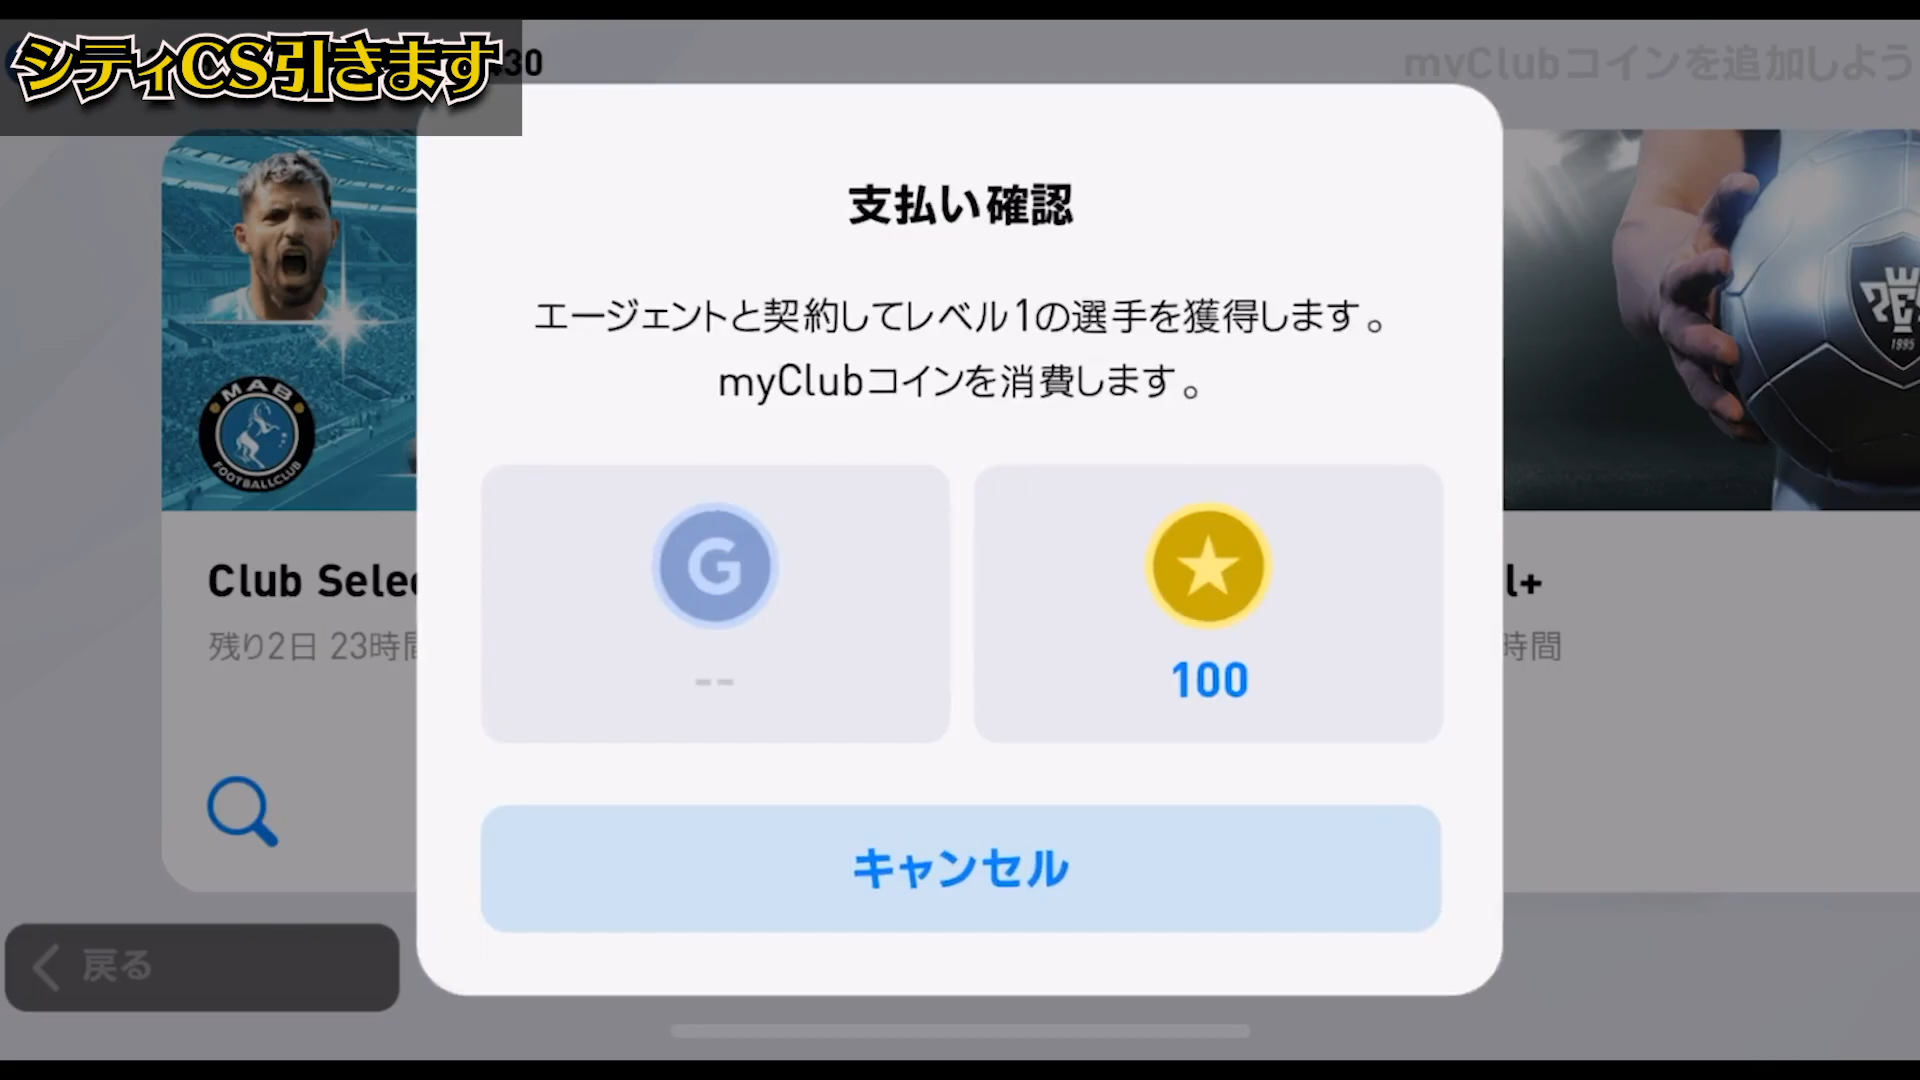 シティCS引きます
30
myClubコインを追加しよう
支払い確認
エージェントと契約してレベル1の選手を獲得します。
myClubコインを消費します。
MAB
FOOTBALLCLUB
1995
Club Selec
残り2日 23時間
l+
時間
G
--
100
キャンセル
戻る